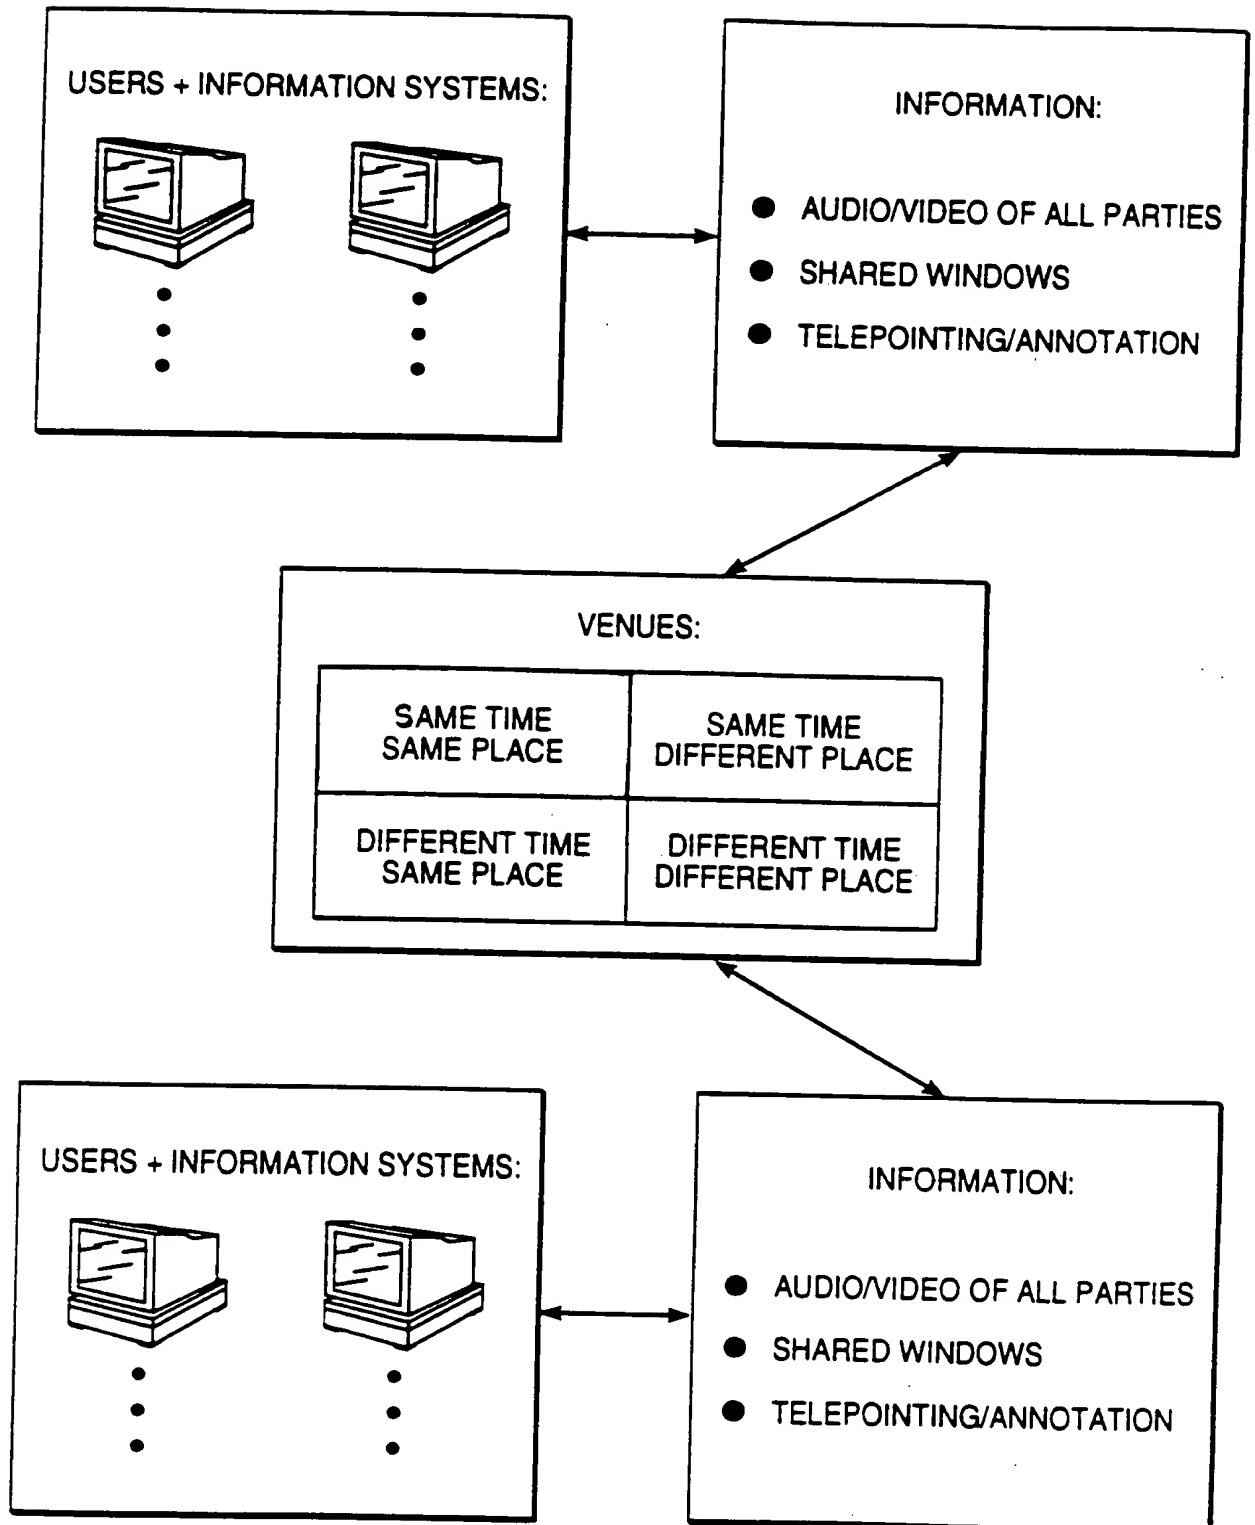 USERS + INFORMATION SYSTEMS:
INFORMATION:
● AUDIO/VIDEO OF ALL PARTIES
● SHARED WINDOWS
● TELEPOINTING/ANNOTATION
VENUES:
SAME TIME
SAME PLACE
SAME TIME
DIFFERENT PLACE
DIFFERENT TIME
SAME PLACE
DIFFERENT TIME
DIFFERENT PLACE
USERS + INFORMATION SYSTEMS:
INFORMATION:
● AUDIO/VIDEO OF ALL PARTIES
● SHARED WINDOWS
● TELEPOINTING/ANNOTATION